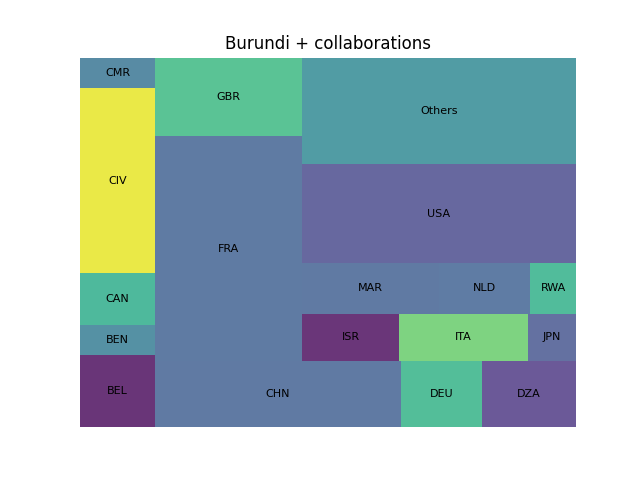 Burundi + collaborations
CMR
GBR
Others
CIV
USA
FRA
MAR
NLD
RWA
CAN
ISR
ITA
JPN
BEN
BEL
CHN
DEU
DZA